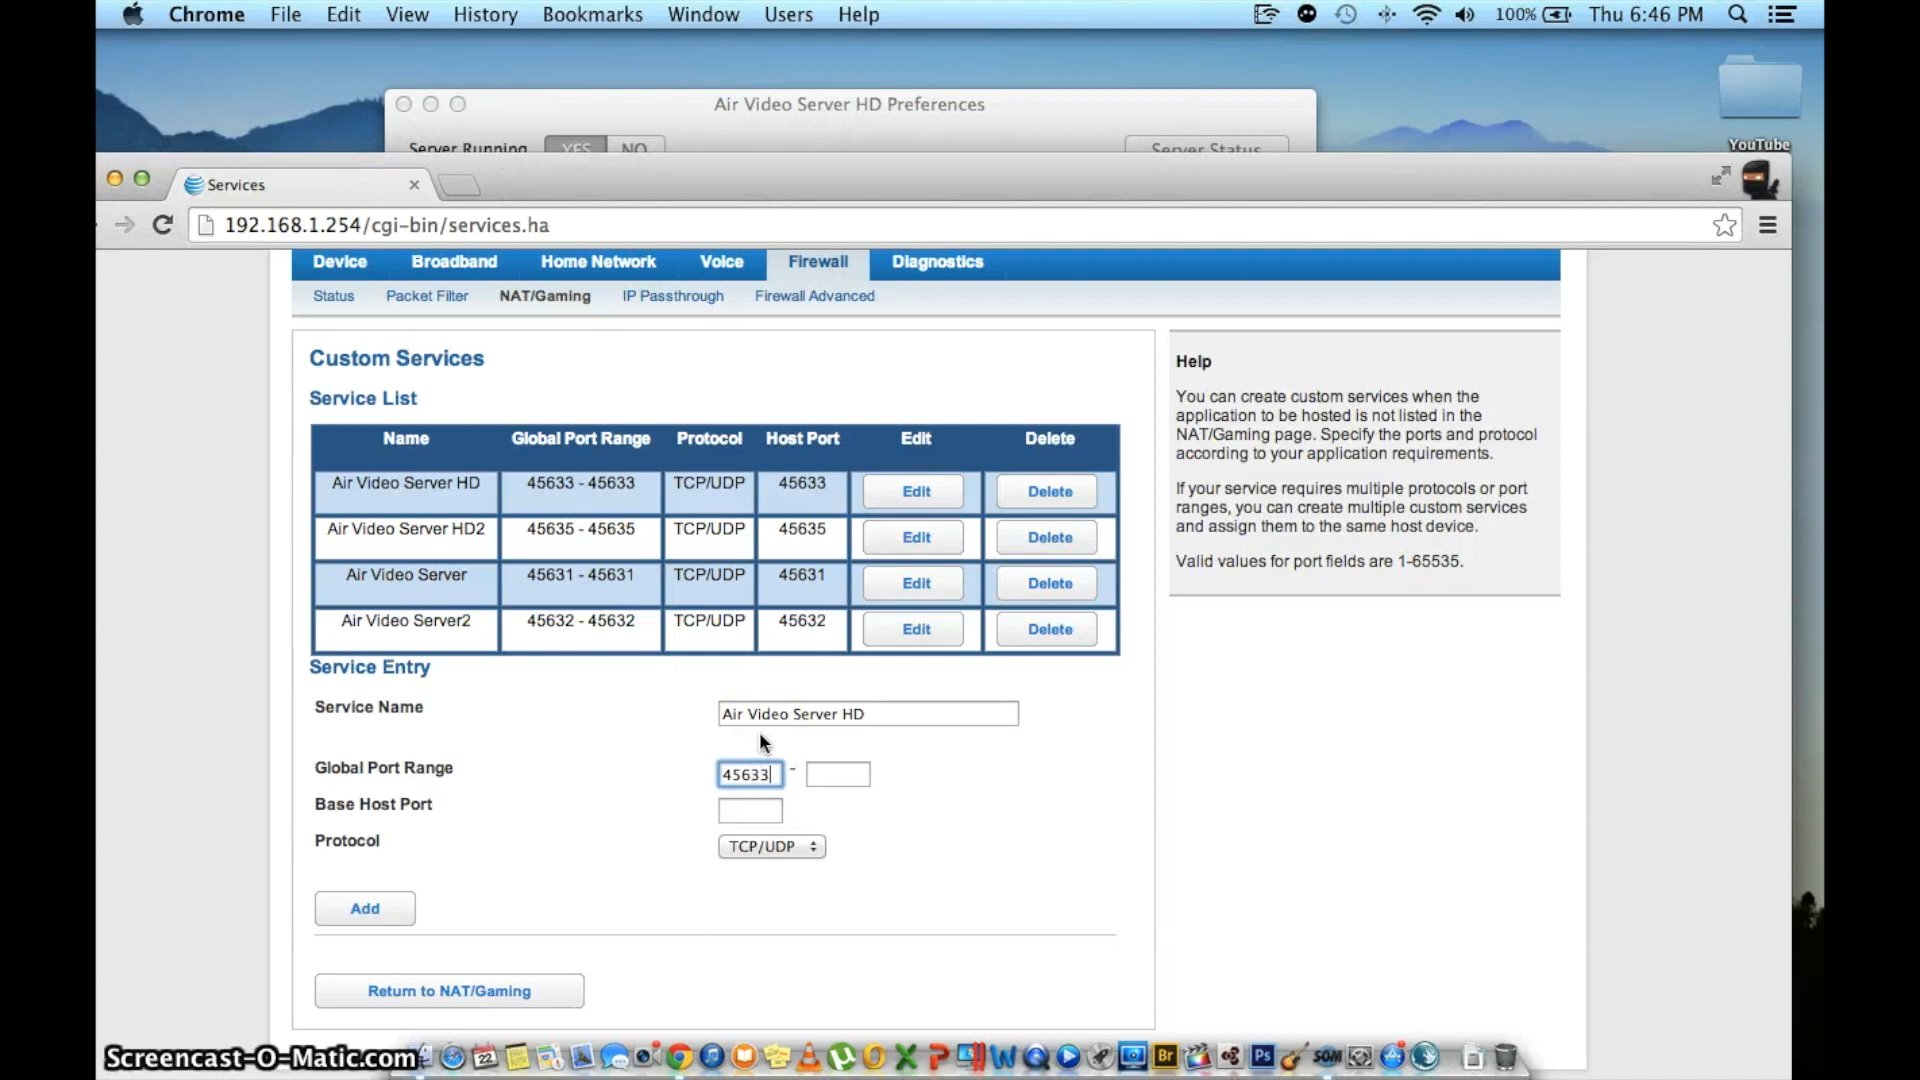 Chrome File Edit View History Bookmarks Window Users Help 100% Thu 6:46 PM
Air Video Server HD Preferences
YouTube
Server Running YES NO Server Status
Services
192.168.1.254/cgi-bin/services.ha
Device Broadband Home Network Voice Firewall Diagnostics
Status Packet Filter NAT/Gaming IP Passthrough Firewall Advanced
Custom Services
Service List
Name Global Port Range Protocol Host Port Edit Delete
Air Video Server HD 45633 - 45633 TCP/UDP 45633 Edit Delete
Air Video Server HD2 45635 - 45635 TCP/UDP 45635 Edit Delete
Air Video Server 45631 - 45631 TCP/UDP 45631 Edit Delete
Air Video Server2 45632 - 45632 TCP/UDP 45632 Edit Delete
Service Entry
Service Name Air Video Server HD
Global Port Range 45633 -
Base Host Port
Protocol TCP/UDP
Add
Return to NAT/Gaming
Help
You can create custom services when the
application to be hosted is not listed in the
NAT/Gaming page. Specify the ports and protocol
according to your application requirements.
If your service requires multiple protocols or port
ranges, you can create multiple custom services
and assign them to the same host device.
Valid values for port fields are 1-65535.
Screencast-O-Matic.com
22 Br Ps SOM